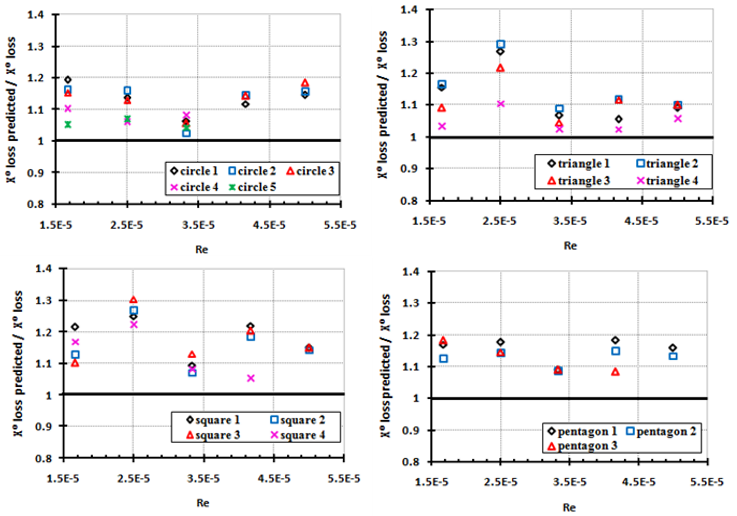 X° loss predicted / X° loss
1.4
1.3
1.2
1.1
1
0.9
0.8
circle 1 circle 2 circle 3
circle 4 circle 5
1.5E-5 2.5E-5 3.5E-5 4.5E-5 5.5E-5
Re
X° loss predicted / X° loss
1.4
1.3
1.2
1.1
1
0.9
0.8
triangle 1 triangle 2
triangle 3 triangle 4
1.5E-5 2.5E-5 3.5E-5 4.5E-5 5.5E-5
Re
X° loss predicted / X° loss
1.4
1.3
1.2
1.1
1
0.9
0.8
square 1 square 2
square 3 square 4
1.5E-5 2.5E-5 3.5E-5 4.5E-5 5.5E-5
Re
X° loss predicted / X° loss
1.4
1.3
1.2
1.1
1
0.9
0.8
pentagon 1 pentagon 2
pentagon 3
1.5E-5 2.5E-5 3.5E-5 4.5E-5 5.5E-5
Re